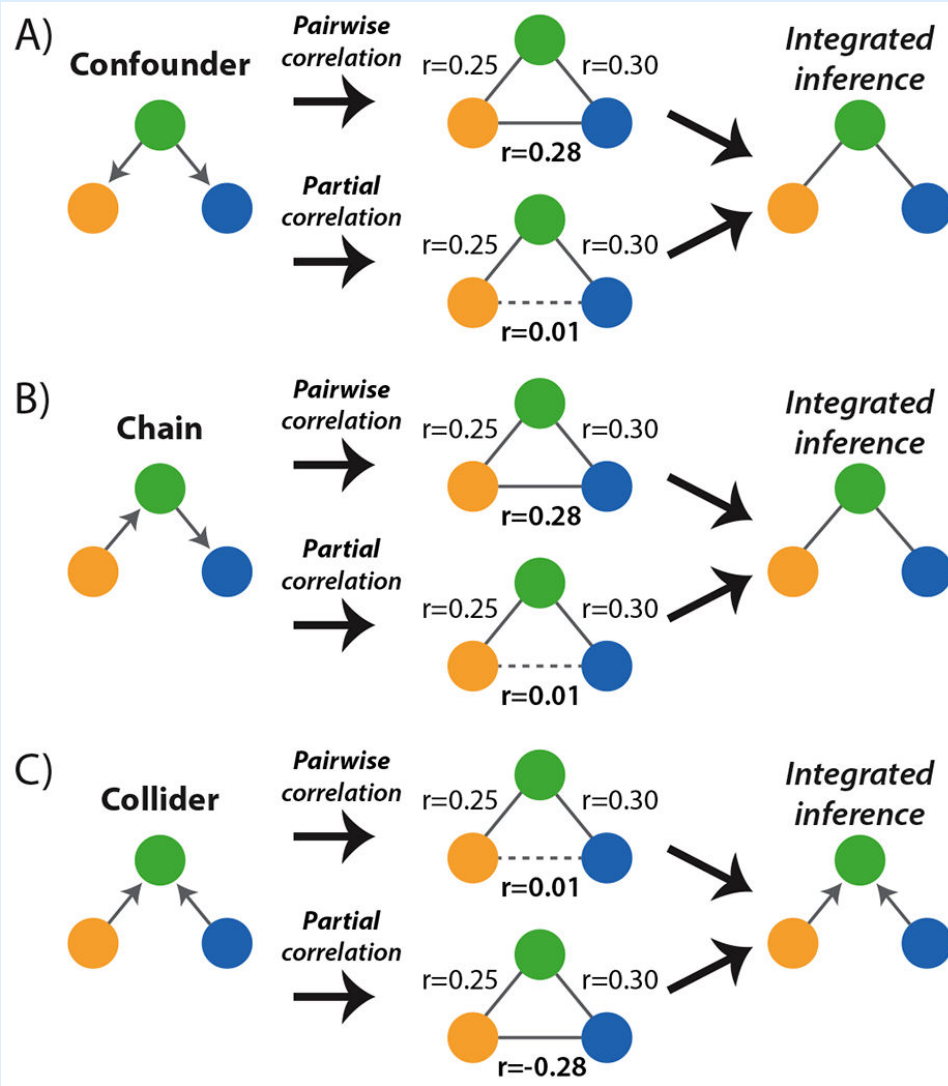 A)
Confounder
Pairwise
correlation
r=0.25
r=0.30
r=0.28
Integrated
inference
Partial
correlation
r=0.25
r=0.30
r=0.01
B)
Chain
Pairwise
correlation
r=0.25
r=0.30
r=0.28
Integrated
inference
Partial
correlation
r=0.25
r=0.30
r=0.01
C)
Collider
Pairwise
correlation
r=0.25
r=0.30
r=0.01
Integrated
inference
Partial
correlation
r=0.25
r=0.30
r=-0.28